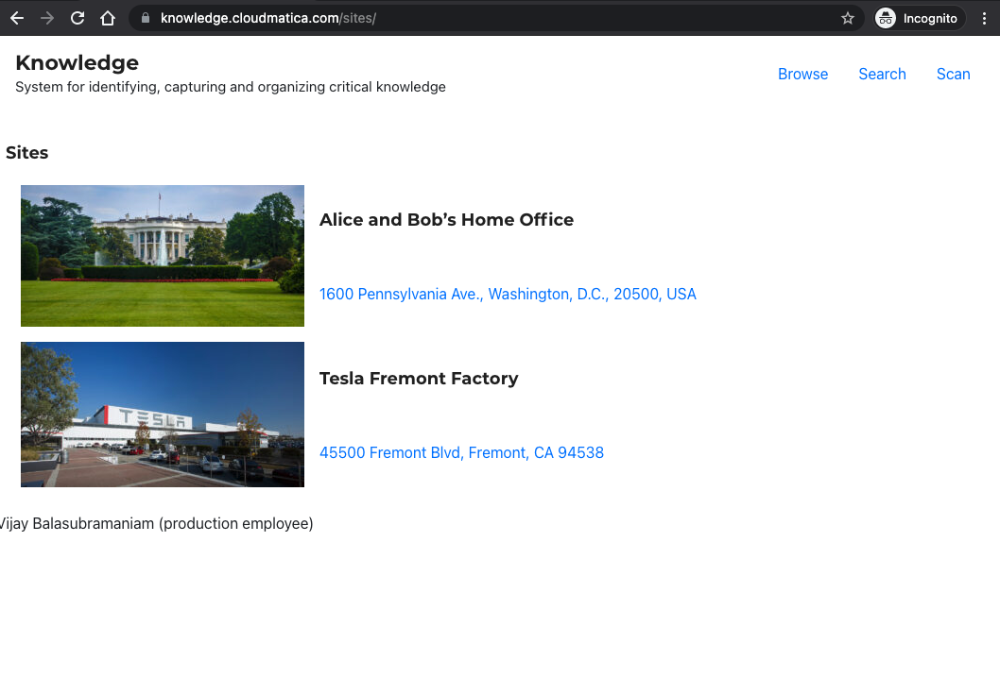 knowledge.cloudmatica.com/sites/
Incognito
Knowledge
System for identifying, capturing and organizing critical knowledge
Browse
Search
Scan
Sites
Alice and Bob’s Home Office
1600 Pennsylvania Ave., Washington, D.C., 20500, USA
TESLA
Tesla Fremont Factory
45500 Fremont Blvd, Fremont, CA 94538
Vijay Balasubramaniam (production employee)